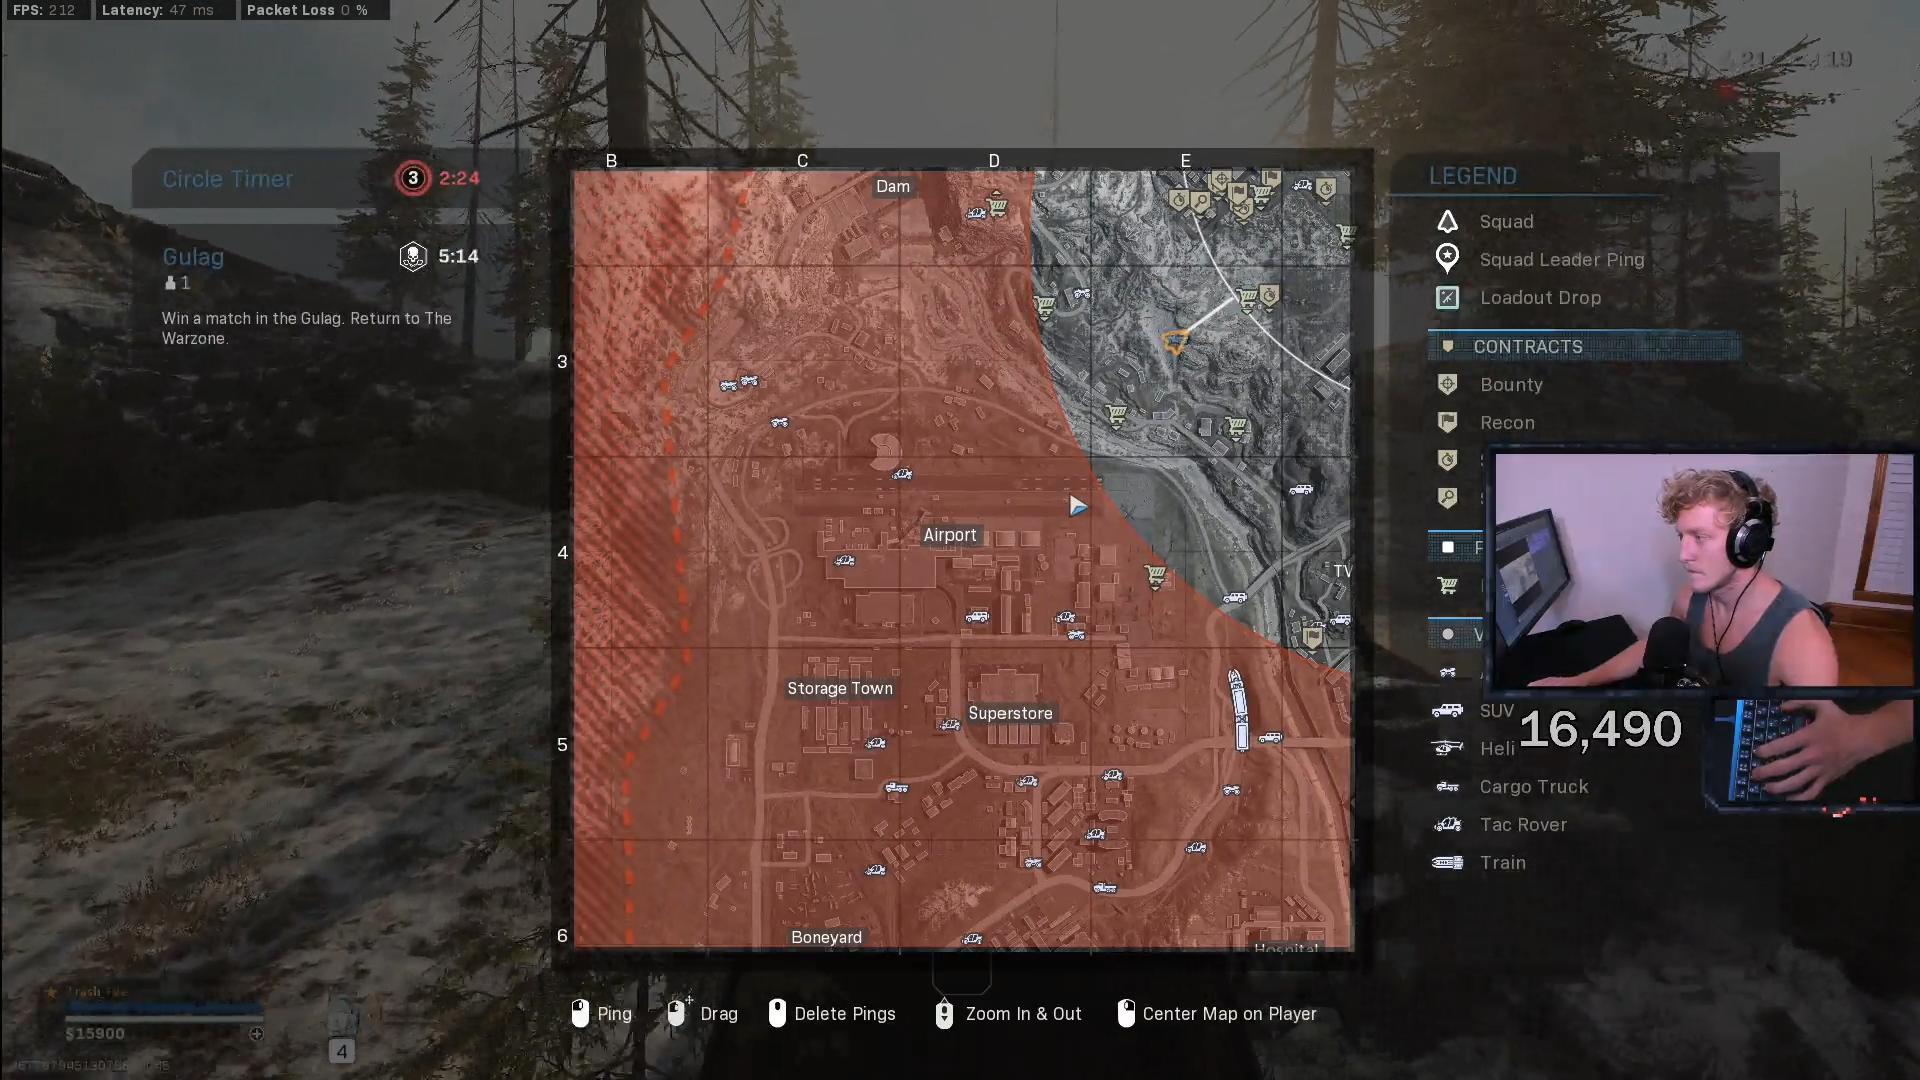 FPS: 212 Latency: 47 ms Packet Loss 0 %
B C D E
Circle Timer 3 2:24
Gulag 5:14
1
Win a match in the Gulag. Return to The
Warzone.
Dam
3
4
5
6
Airport
TV
Storage Town
Superstore
Boneyard
Hospital
LEGEND
Squad
Squad Leader Ping
Loadout Drop
CONTRACTS
Bounty
Recon
SUV
Heli
16,490
Cargo Truck
Tac Rover
Train
Ping Drag Delete Pings Zoom In & Out Center Map on Player
$15900
4